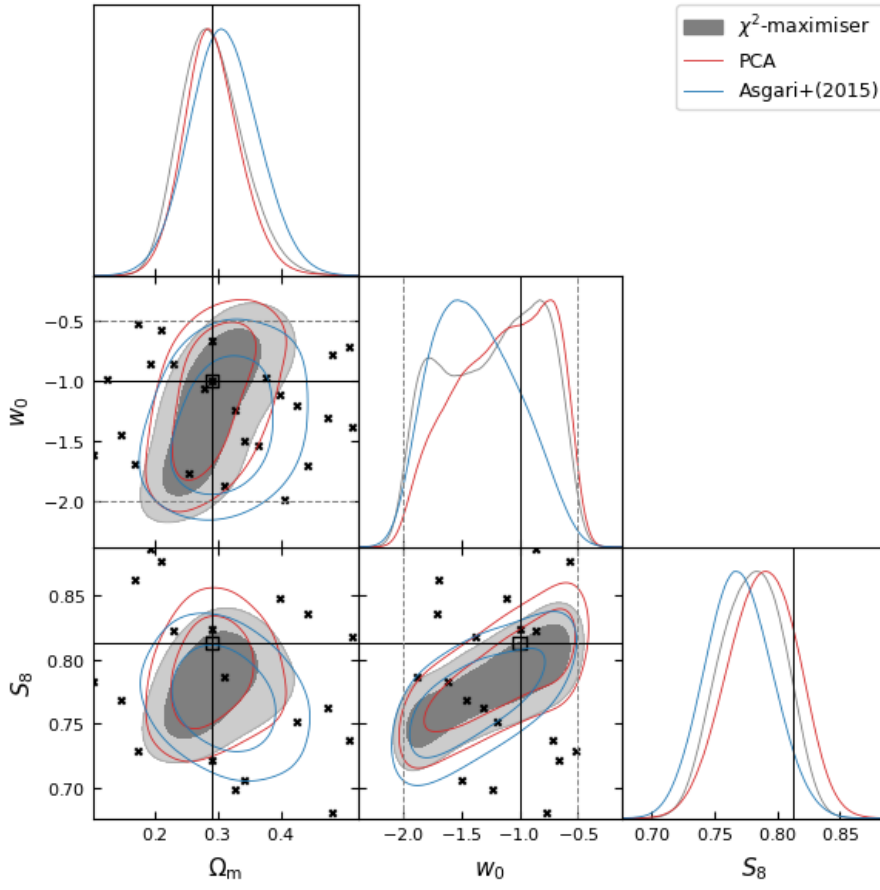 χ²-maximiser
PCA
Asgari+(2015)
−0.5
−1.0
−1.5
−2.0
w₀
0.85
0.80
0.75
0.70
S₈
0.2 0.3 0.4
−2.0 −1.5 −1.0 −0.5
0.70 0.75 0.80 0.85
Ωₘ w₀ S₈